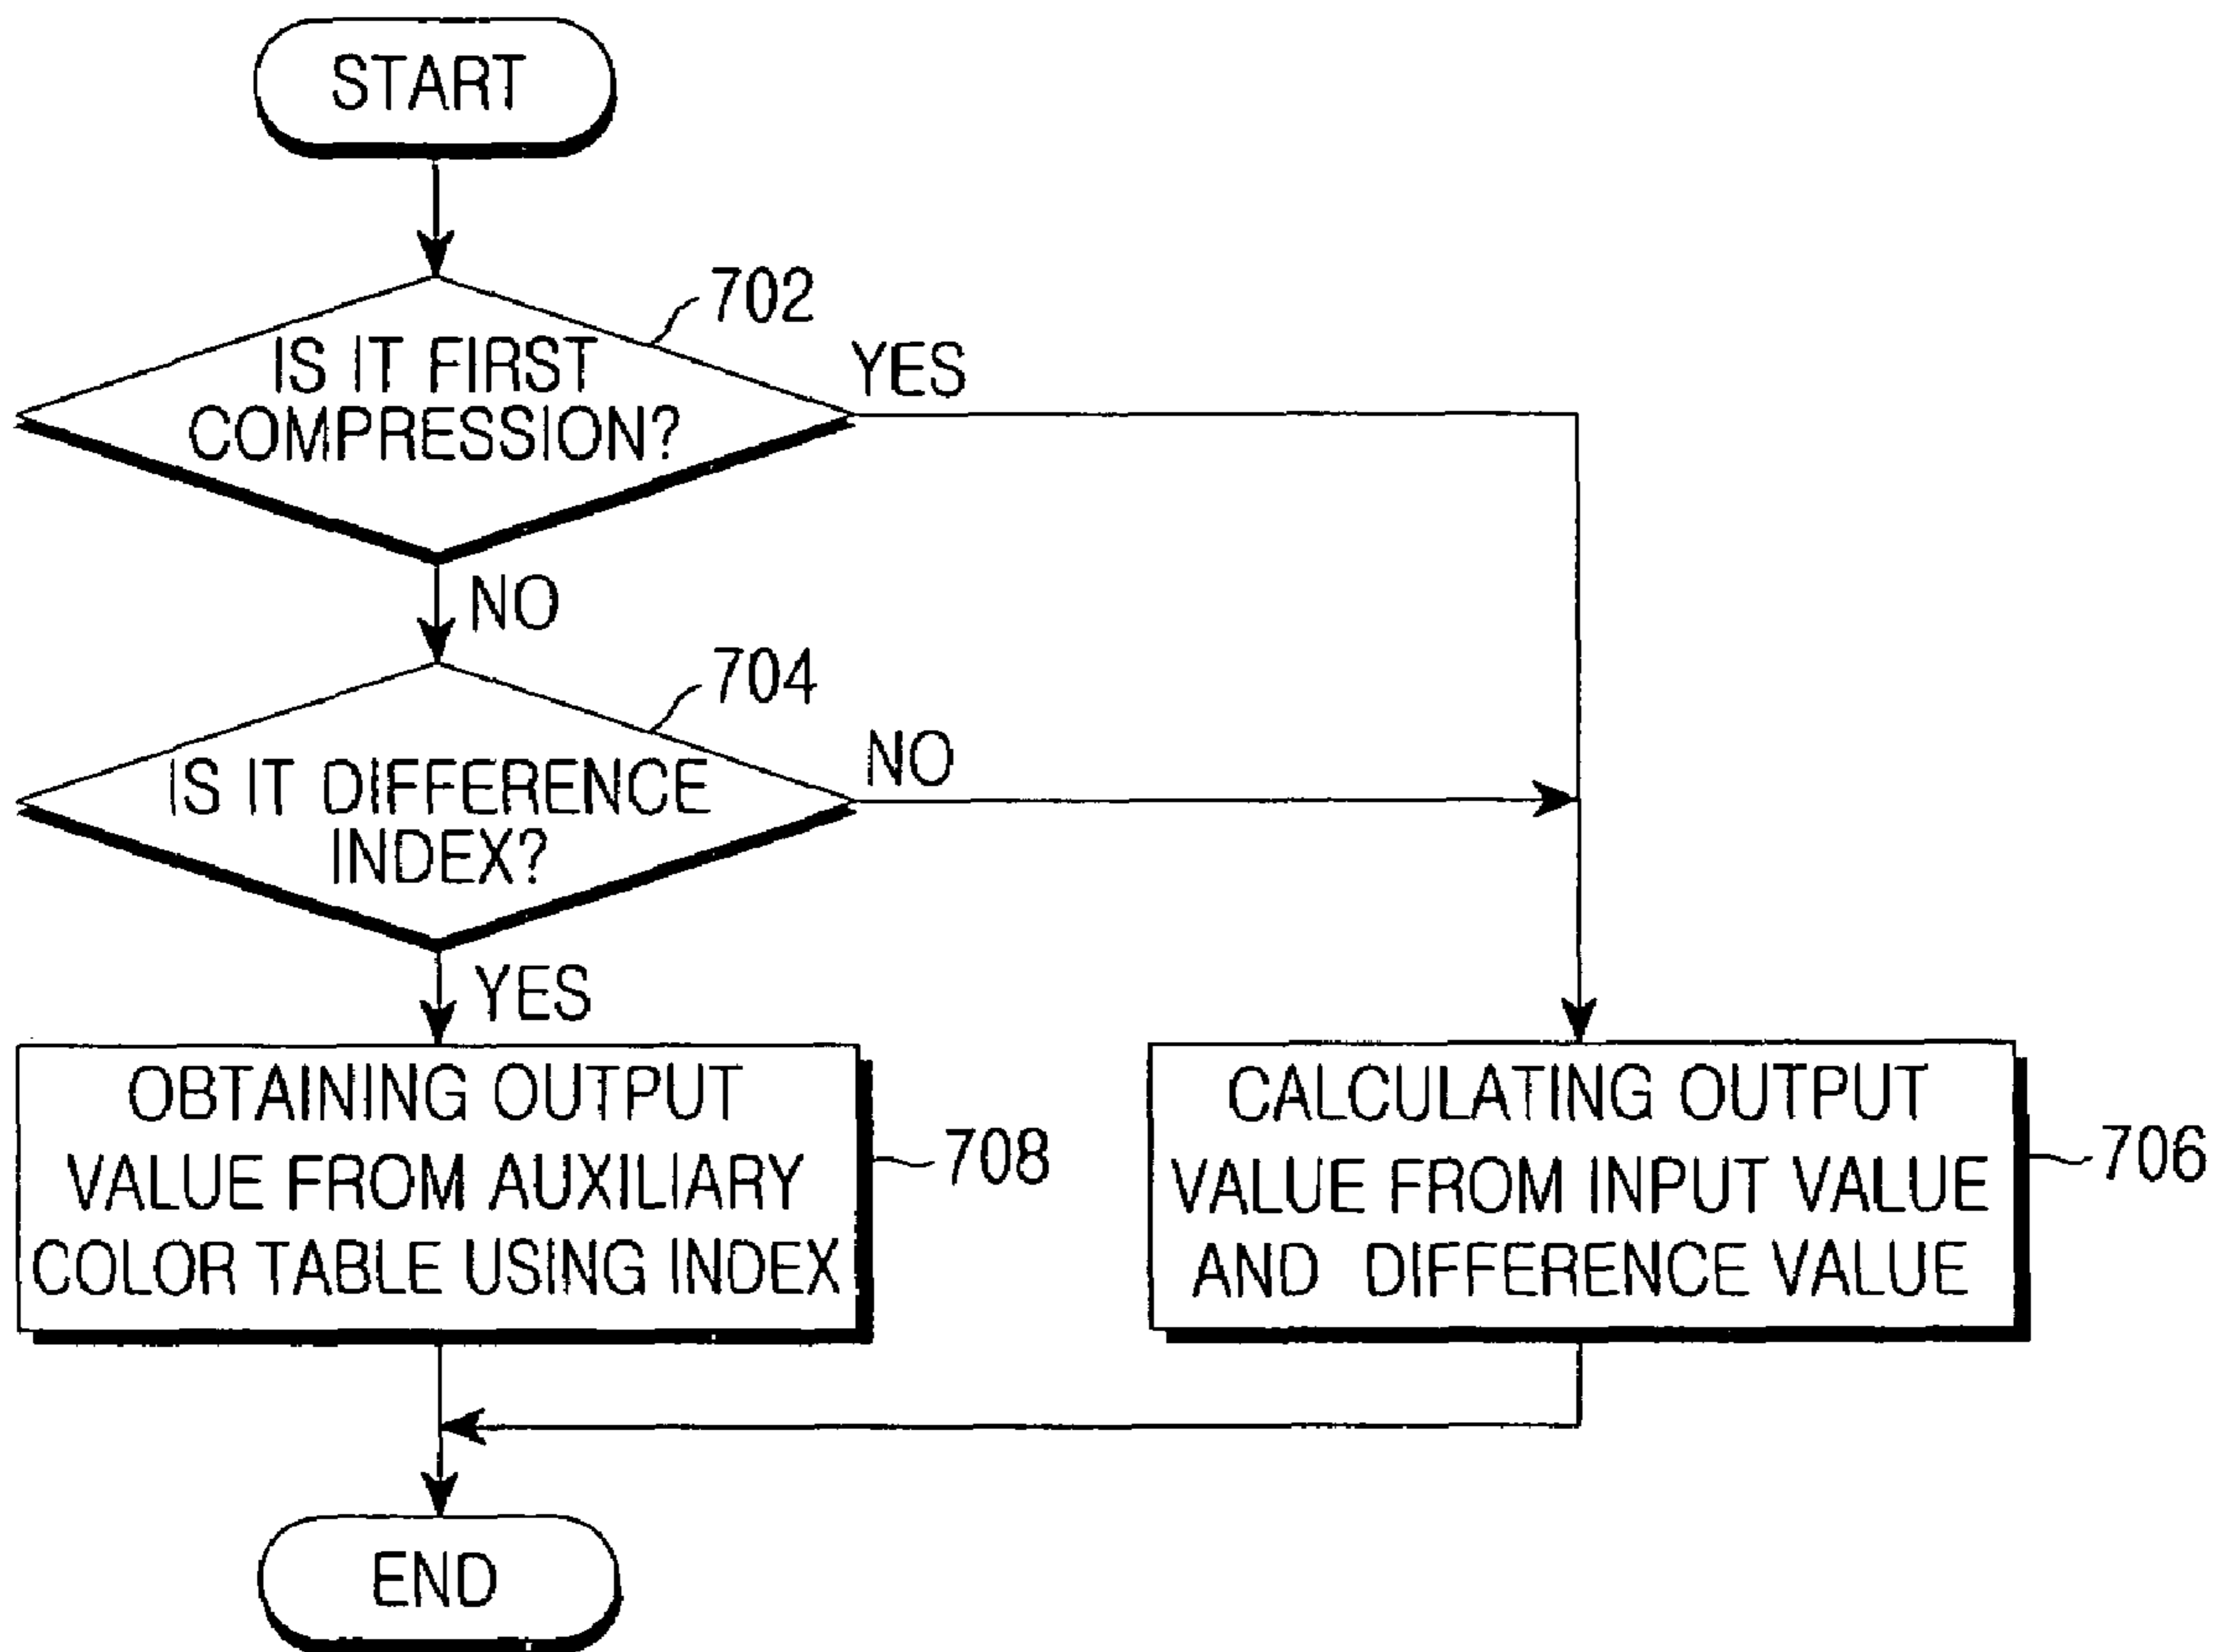 START
702
IS IT FIRST
COMPRESSION?
YES
NO
704
IS IT DIFFERENCE
INDEX?
NO
YES
OBTAINING OUTPUT
VALUE FROM AUXILIARY
COLOR TABLE USING INDEX
708
CALCULATING OUTPUT
VALUE FROM INPUT VALUE
AND DIFFERENCE VALUE
706
END